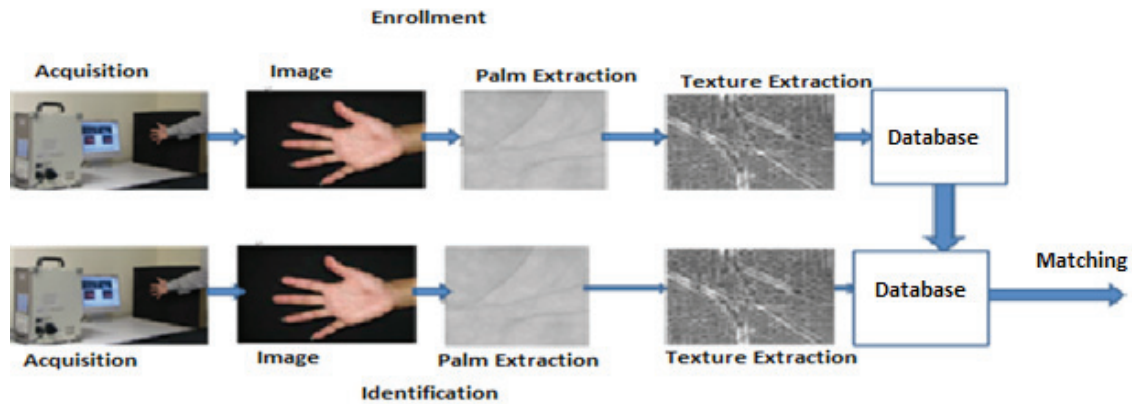 Enrollment
Acquisition
Image
Palm Extraction
Texture Extraction
Database
Database
Matching
Acquisition
Image
Palm Extraction
Texture Extraction
Identification